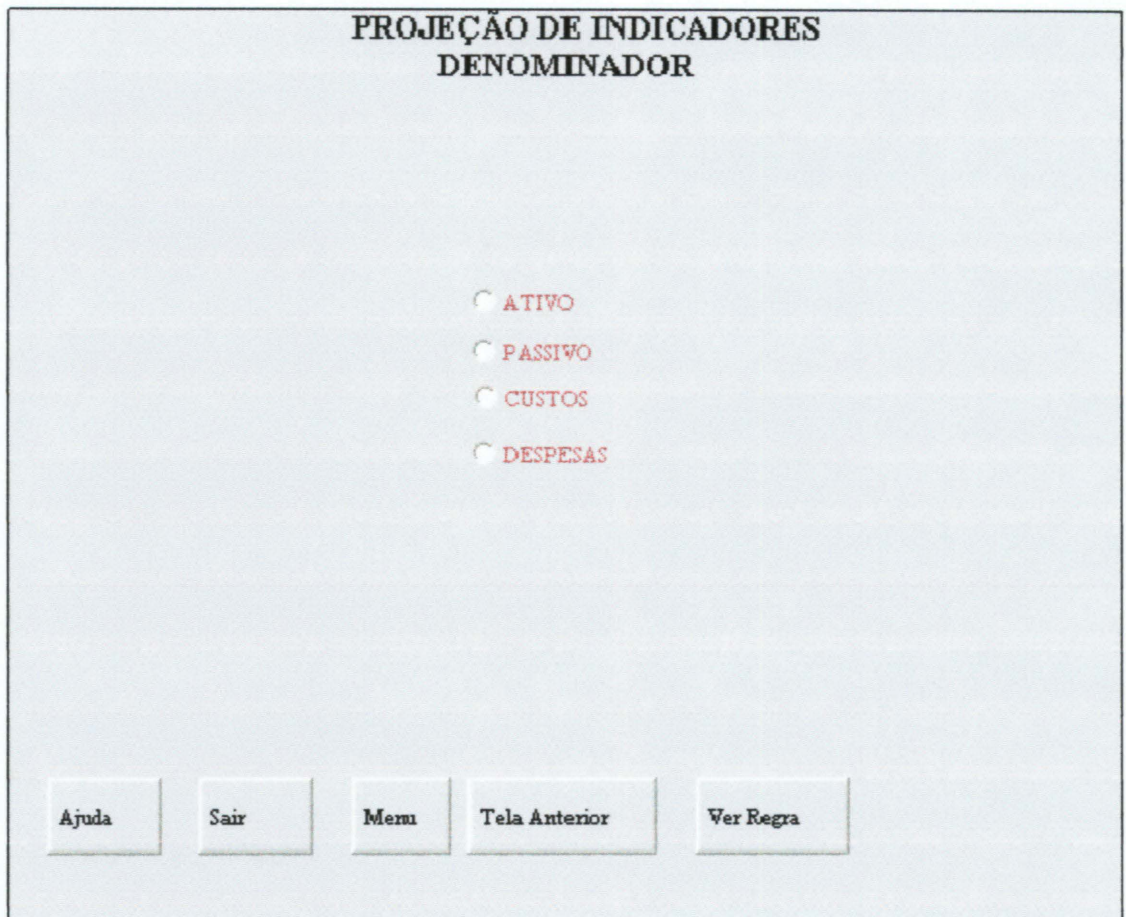 PROJEÇÃO DE INDICADORES
DENOMINADOR
ATIVO
PASSIVO
CUSTOS
DESPESAS
Ajuda Sair Menu Tela Anterior Ver Regra